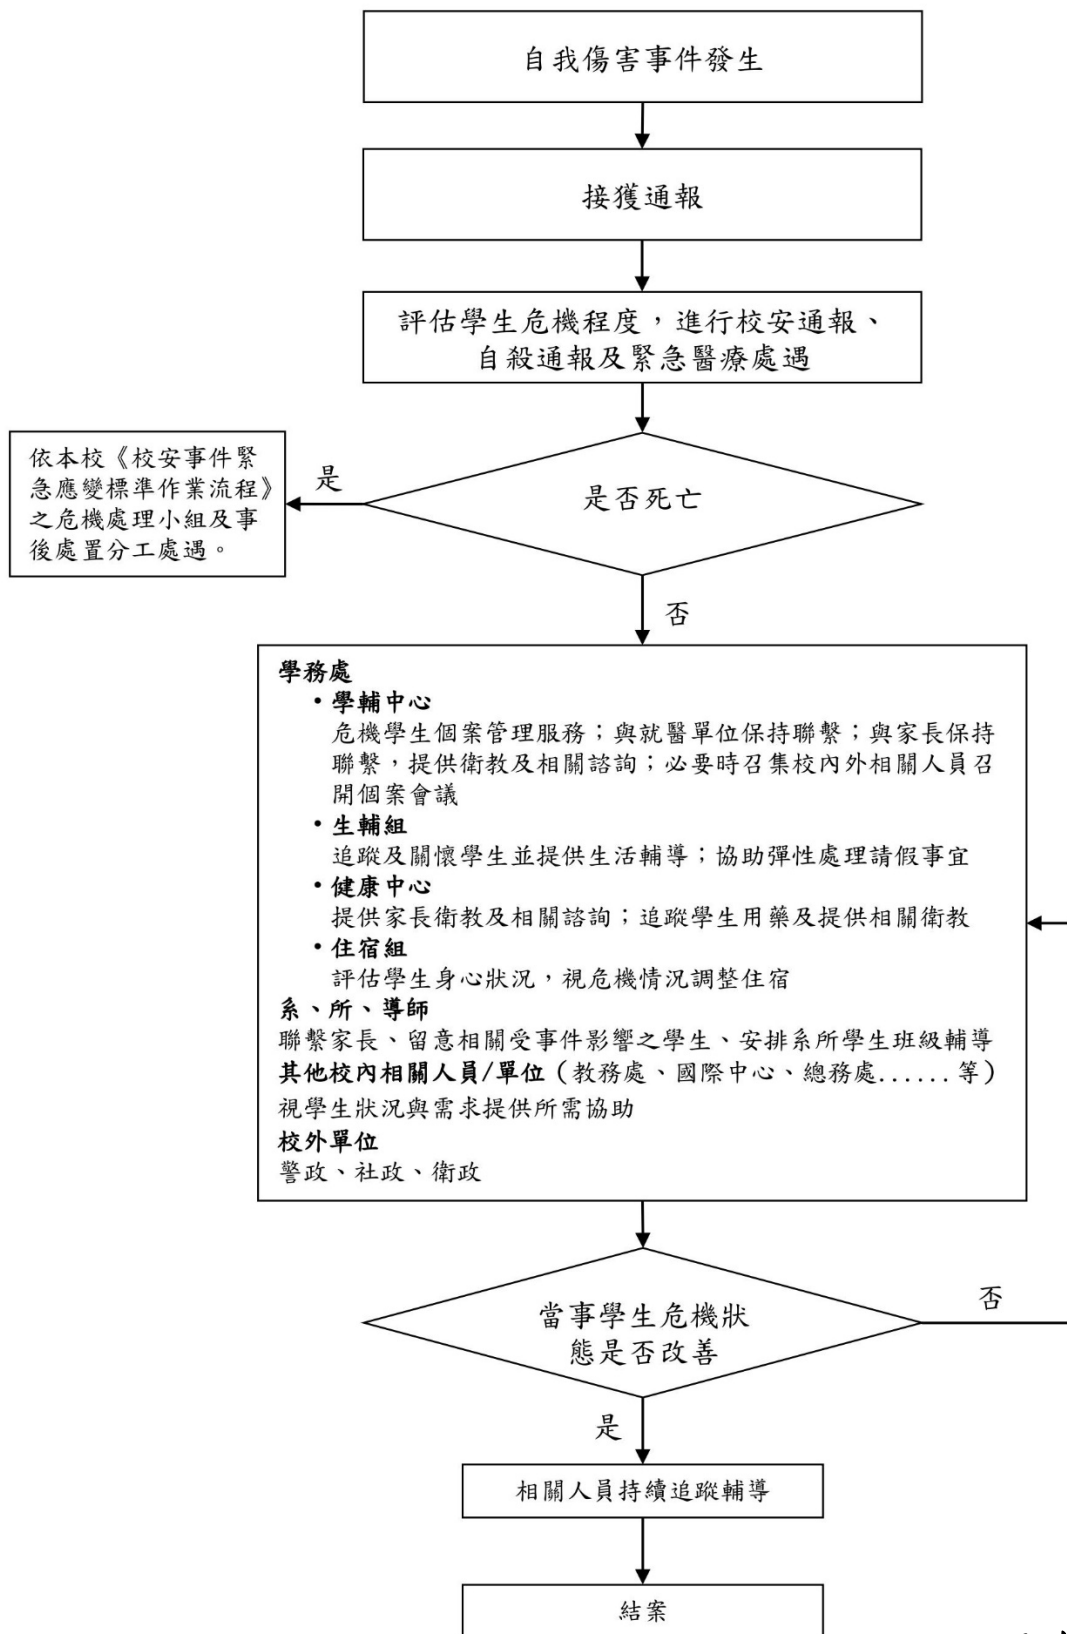 自我傷害事件發生
接獲通報
評估學生危機程度，進行校安通報、
自殺通報及緊急醫療處遇
依本校《校安事件緊
急應變標準作業流程》
之危機處理小組及事
後處置分工處遇。
是
是否死亡
否
學務處
•學輔中心
危機學生個案管理服務；與就醫單位保持聯繫；與家長保持
聯繫，提供衛教及相關諮詢；必要時召集校內外相關人員召
開個案會議
•生輔組
追蹤及關懷學生並提供生活輔導；協助彈性處理請假事宜
•健康中心
提供家長衛教及相關諮詢；追蹤學生用藥及提供相關衛教
•住宿組
評估學生身心狀況，視危機情況調整住宿
系、所、導師
聯繫家長、留意相關受事件影響之學生、安排系所學生班級輔導
其他校內相關人員/單位（教務處、國際中心、總務處......等）
視學生狀況與需求提供所需協助
校外單位
警政、社政、衛政
當事學生危機狀
態是否改善
否
是
相關人員持續追蹤輔導
結案